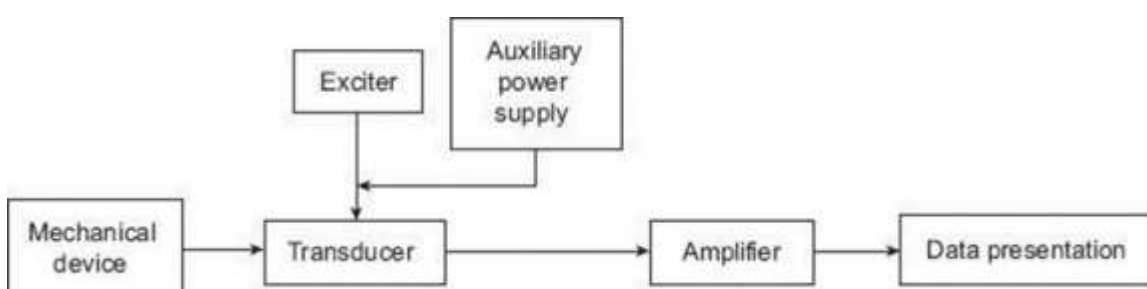 Exciter
Auxiliary
power
supply
Mechanical
device
Transducer
Amplifier
Data presentation